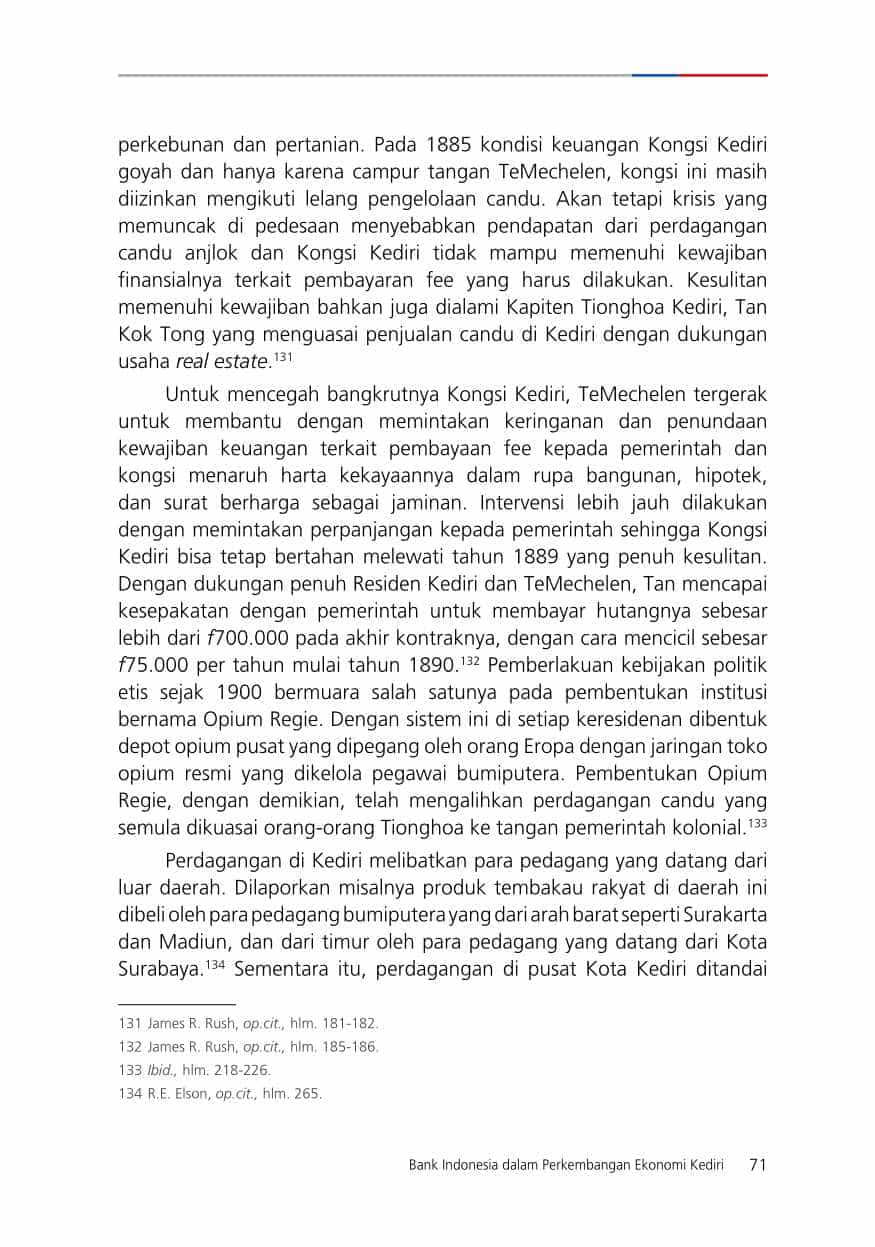 perkebunan dan pertanian. Pada 1885 kondisi keuangan Kongsi Kediri
goyah dan hanya karena campur tangan TeMechelen, kongsi ini masih
diizinkan mengikuti lelang pengelolaan candu. Akan tetapi krisis yang
memuncak di pedesaan menyebabkan pendapatan dari perdagangan
candu anjlok dan Kongsi Kediri tidak mampu memenuhi kewajiban
finansialnya terkait pembayaran fee yang harus dilakukan. Kesulitan
memenuhi kewajiban bahkan juga dialami Kapiten Tionghoa Kediri, Tan
Kok Tong yang menguasai penjualan candu di Kediri dengan dukungan
usaha real estate.131
Untuk mencegah bangkrutnya Kongsi Kediri, TeMechelen tergerak
untuk membantu dengan memintakan keringanan dan penundaan
kewajiban keuangan terkait pembayaan fee kepada pemerintah dan
kongsi menaruh harta kekayaannya dalam rupa bangunan, hipotek,
dan surat berharga sebagai jaminan. Intervensi lebih jauh dilakukan
dengan memintakan perpanjangan kepada pemerintah sehingga Kongsi
Kediri bisa tetap bertahan melewati tahun 1889 yang penuh kesulitan.
Dengan dukungan penuh Residen Kediri dan TeMechelen, Tan mencapai
kesepakatan dengan pemerintah untuk membayar hutangnya sebesar
lebih dari f700.000 pada akhir kontraknya, dengan cara mencicil sebesar
f75.000 per tahun mulai tahun 1890.132 Pemberlakuan kebijakan politik
etis sejak 1900 bermuara salah satunya pada pembentukan institusi
bernama Opium Regie. Dengan sistem ini di setiap keresidenan dibentuk
depot opium pusat yang dipegang oleh orang Eropa dengan jaringan toko
opium resmi yang dikelola pegawai bumiputera. Pembentukan Opium
Regie, dengan demikian, telah mengalihkan perdagangan candu yang
semula dikuasai orang-orang Tionghoa ke tangan pemerintah kolonial.133
Perdagangan di Kediri melibatkan para pedagang yang datang dari
luar daerah. Dilaporkan misalnya produk tembakau rakyat di daerah ini
dibeli oleh para pedagang bumiputera yang dari arah barat seperti Surakarta
dan Madiun, dan dari timur oleh para pedagang yang datang dari Kota
Surabaya.134 Sementara itu, perdagangan di pusat Kota Kediri ditandai
131 James R. Rush, op.cit., hlm. 181-182.
132 James R. Rush, op.cit., hlm. 185-186.
133 Ibid., hlm. 218-226.
134 R.E. Elson, op.cit., hlm. 265.
Bank Indonesia dalam Perkembangan Ekonomi Kediri 71